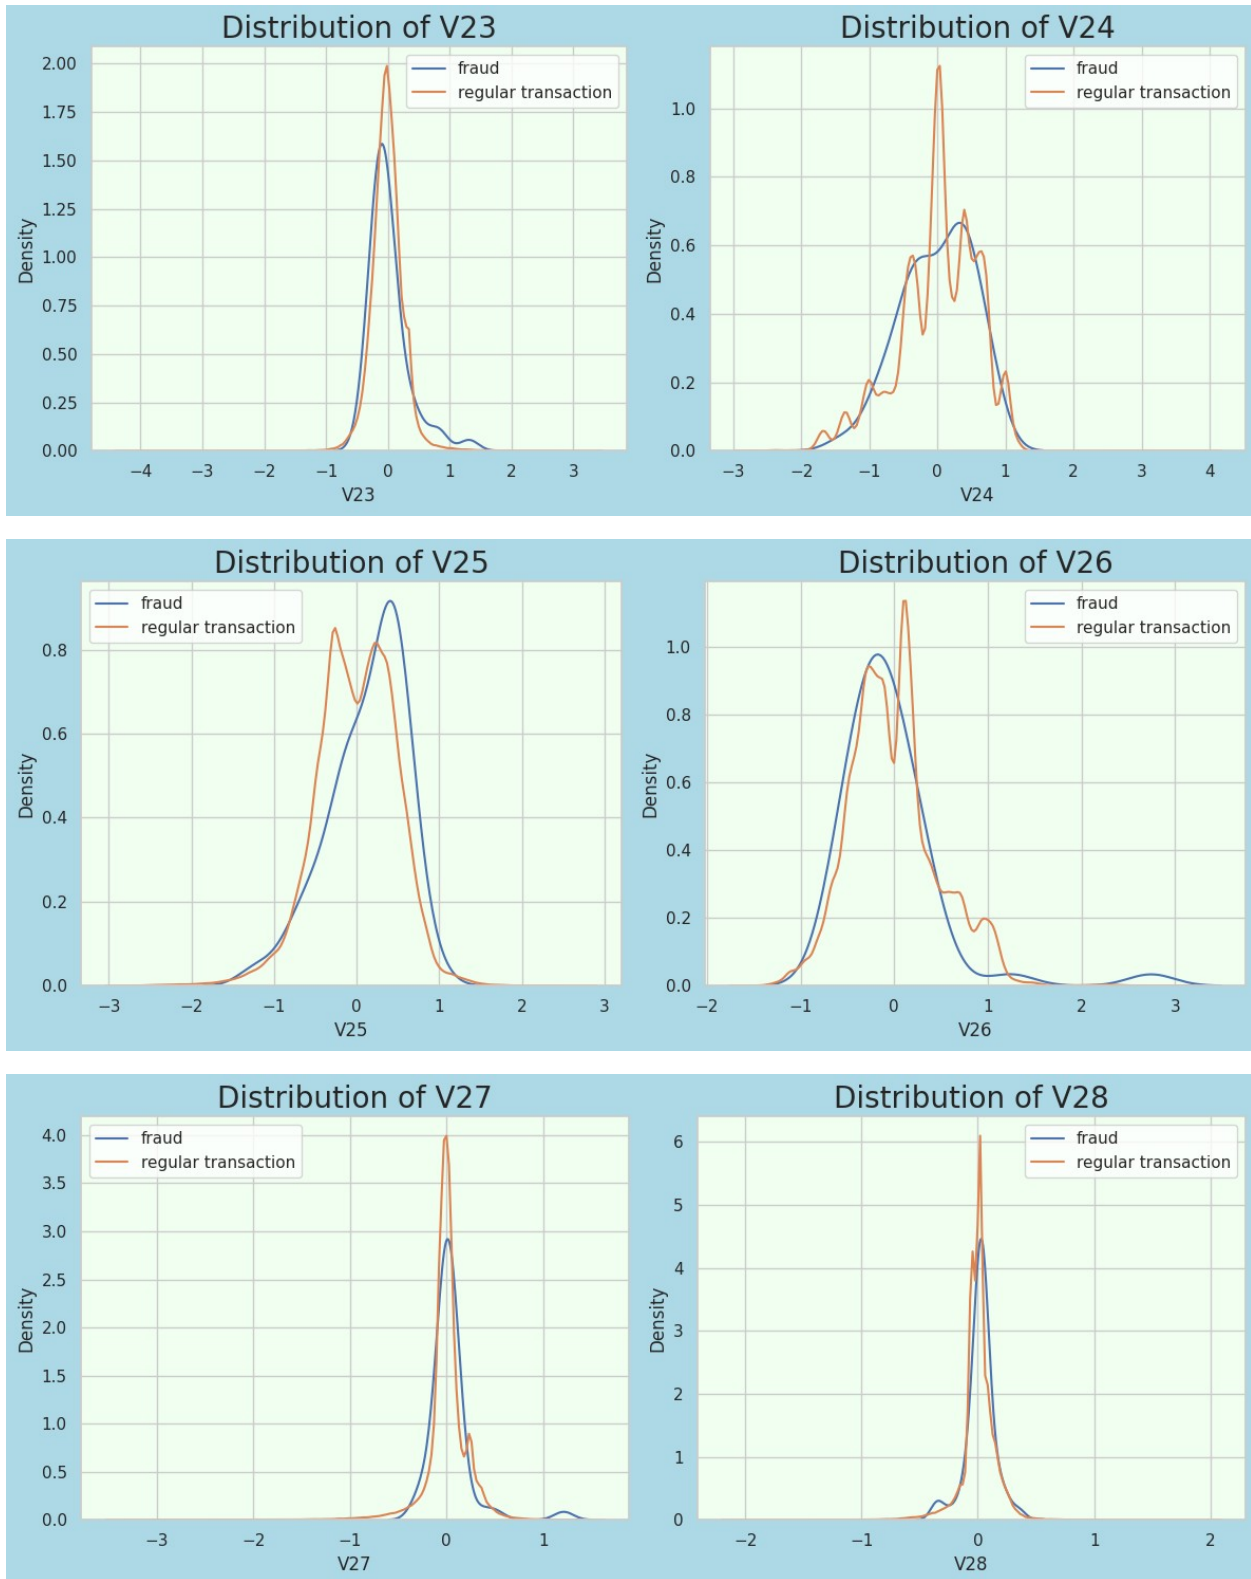 Distribution of V23
fraud
regular transaction
2.00
1.75
1.50
1.25
1.00
0.75
0.50
0.25
0.00
Density
−4 −3 −2 −1 0 1 2 3
V23
Distribution of V24
fraud
regular transaction
1.0
0.8
0.6
0.4
0.2
0.0
Density
−3 −2 −1 0 1 2 3 4
V24
Distribution of V25
fraud
regular transaction
0.8
0.6
0.4
0.2
0.0
Density
−3 −2 −1 0 1 2 3
V25
Distribution of V26
fraud
regular transaction
1.0
0.8
0.6
0.4
0.2
0.0
Density
−2 −1 0 1 2 3
V26
Distribution of V27
fraud
regular transaction
4.0
3.5
3.0
2.5
2.0
1.5
1.0
0.5
0.0
Density
−3 −2 −1 0 1
V27
Distribution of V28
fraud
regular transaction
6
5
4
3
2
1
0
Density
−2 −1 0 1 2
V28